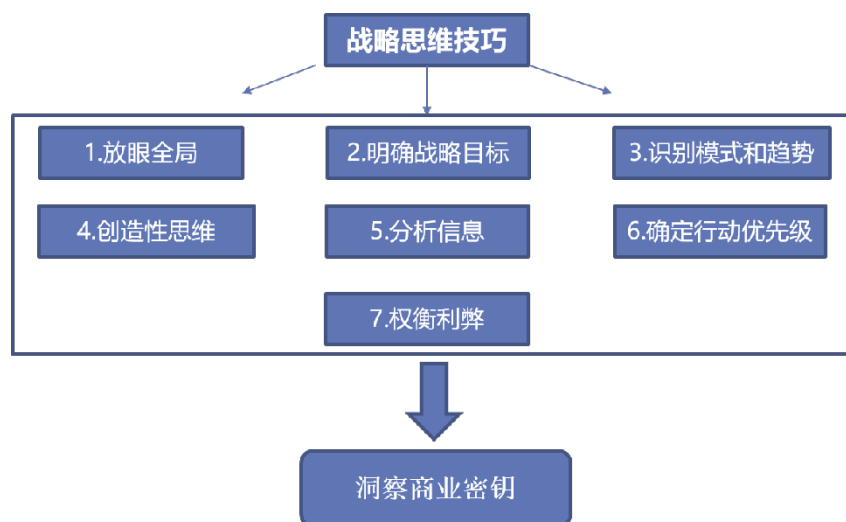 战略思维技巧
1.放眼全局
2.明确战略目标
3.识别模式和趋势
4.创造性思维
5.分析信息
6.确定行动优先级
7.权衡利弊
洞察商业密钥